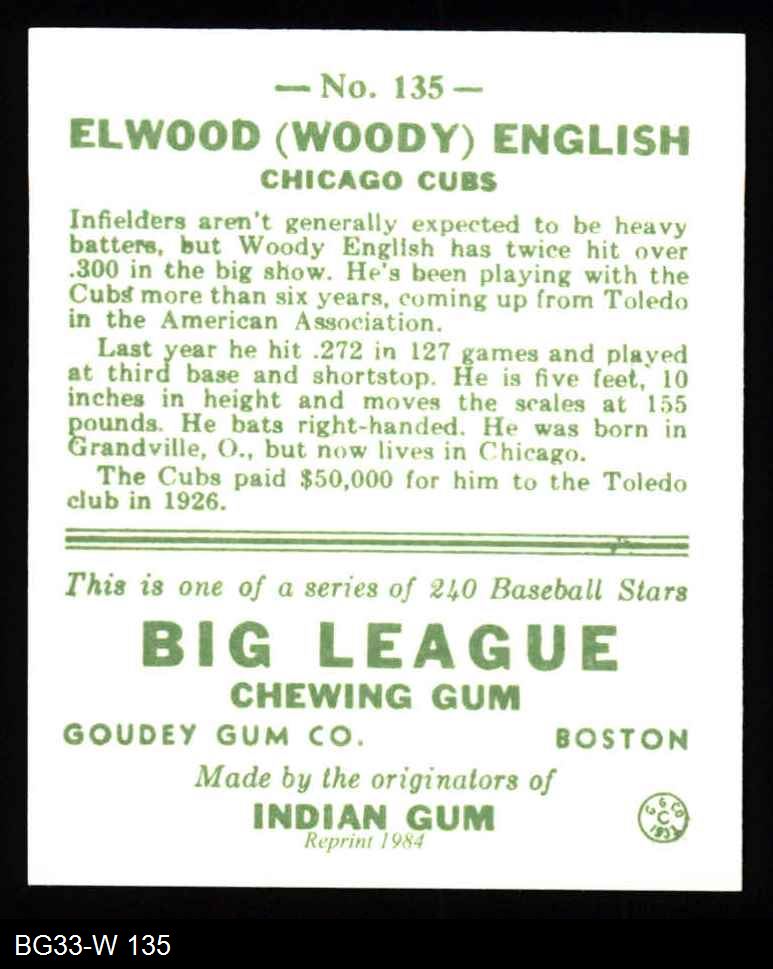 — No. 135 —
ELWOOD (WOODY) ENGLISH
CHICAGO CUBS
Infielders aren't generally expected to be heavy
batters, but Woody English has twice hit over
.300 in the big show. He's been playing with the
Cubs more than six years, coming up from Toledo
in the American Association.
Last year he hit .272 in 127 games and played
at third base and shortstop. He is five feet, 10
inches in height and moves the scales at 155
pounds. He bats right-handed. He was born in
Grandville, O., but now lives in Chicago.
The Cubs paid $50,000 for him to the Toledo
club in 1926.
This is one of a series of 240 Baseball Stars
BIG LEAGUE
CHEWING GUM
GOUDEY GUM CO. BOSTON
Made by the originators of
INDIAN GUM
Reprint 1984
G G CO
C
1933
BG33-W 135